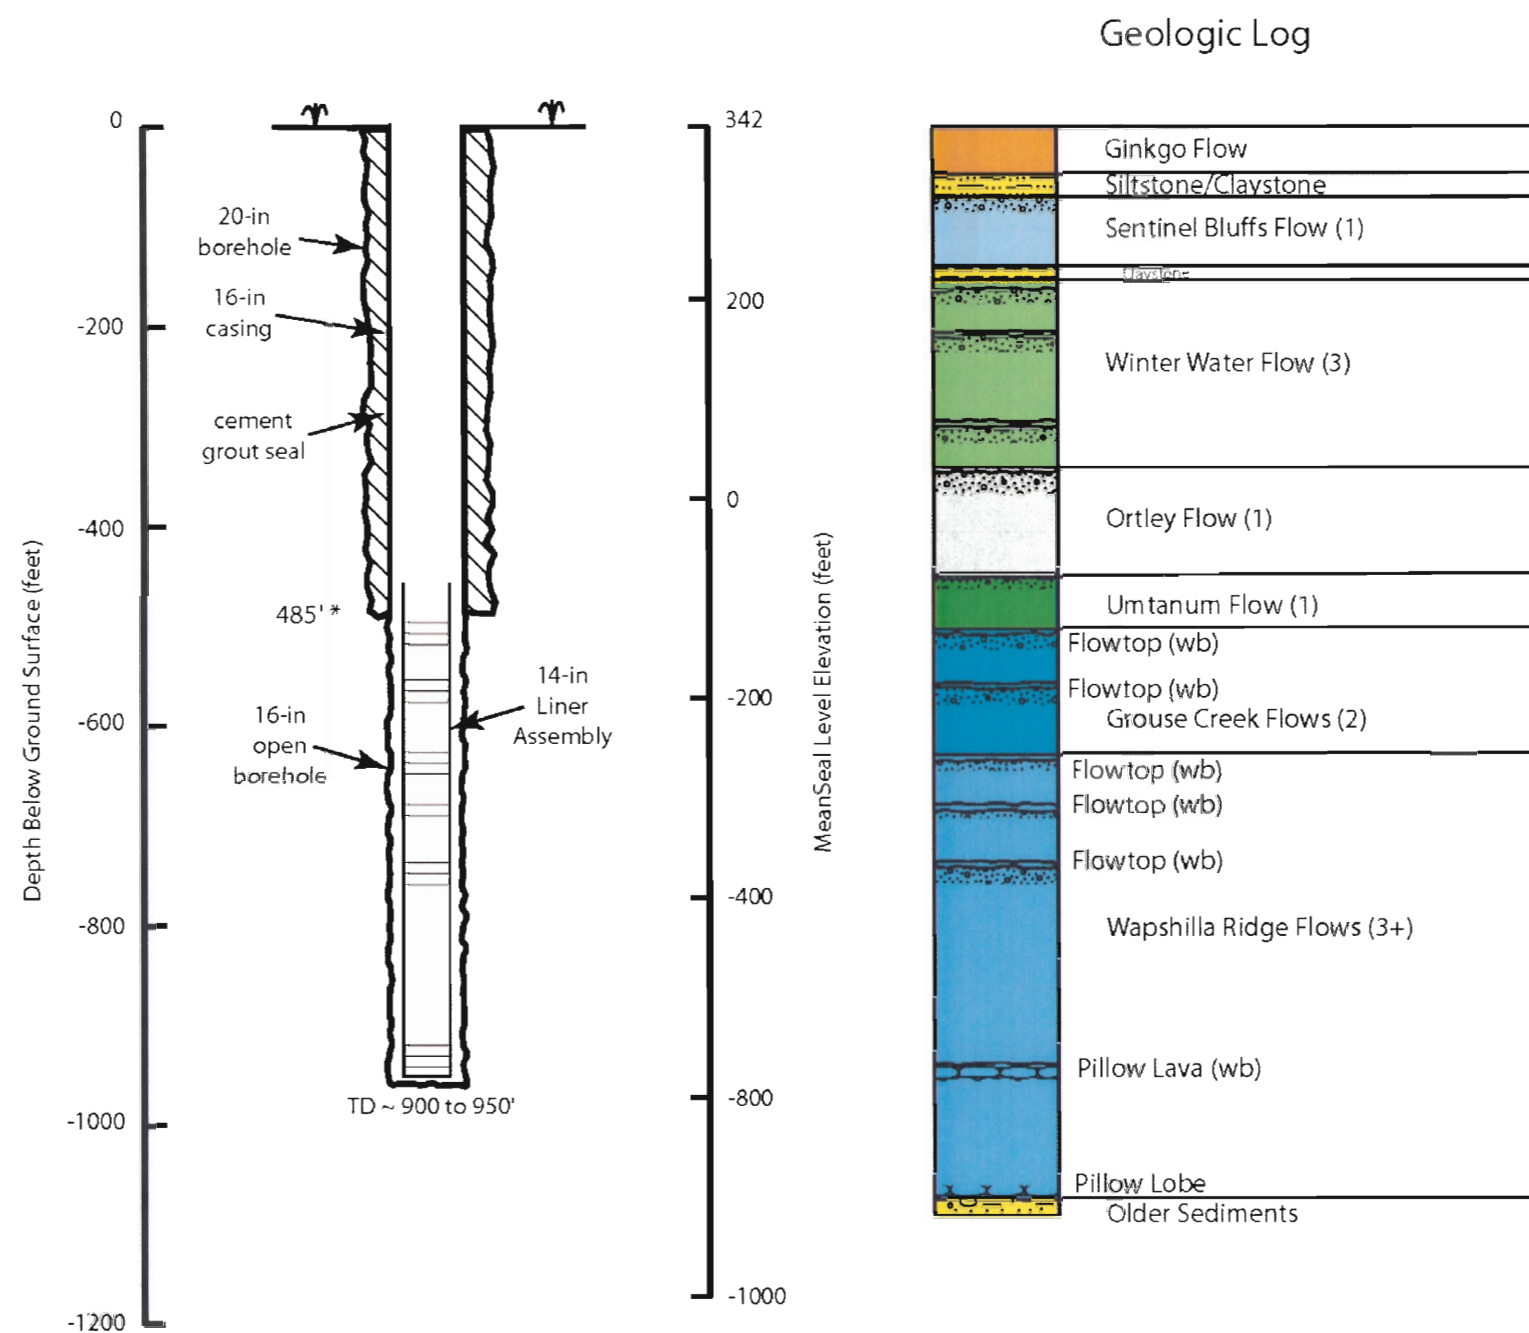 Geologic Log
0
-200
-400
-600
-800
-1000
-1200
Depth Below Ground Surface (feet)
20-in
borehole
16-in
casing
cement
grout seal
485' *
16-in
open
borehole
14-in
Liner
Assembly
TD ~ 900 to 950'
342
200
0
-200
-400
-800
-1000
MeanSeal Level Elevation (feet)
Ginkgo Flow
Siltstone/Claystone
Sentinel Bluffs Flow (1)
Claystone
Winter Water Flow (3)
Ortley Flow (1)
Umtanum Flow (1)
Flowtop (wb)
Flowtop (wb)
Grouse Creek Flows (2)
Flowtop (wb)
Flowtop (wb)
Flowtop (wb)
Wapshilla Ridge Flows (3+)
Pillow Lava (wb)
Pillow Lobe
Older Sediments